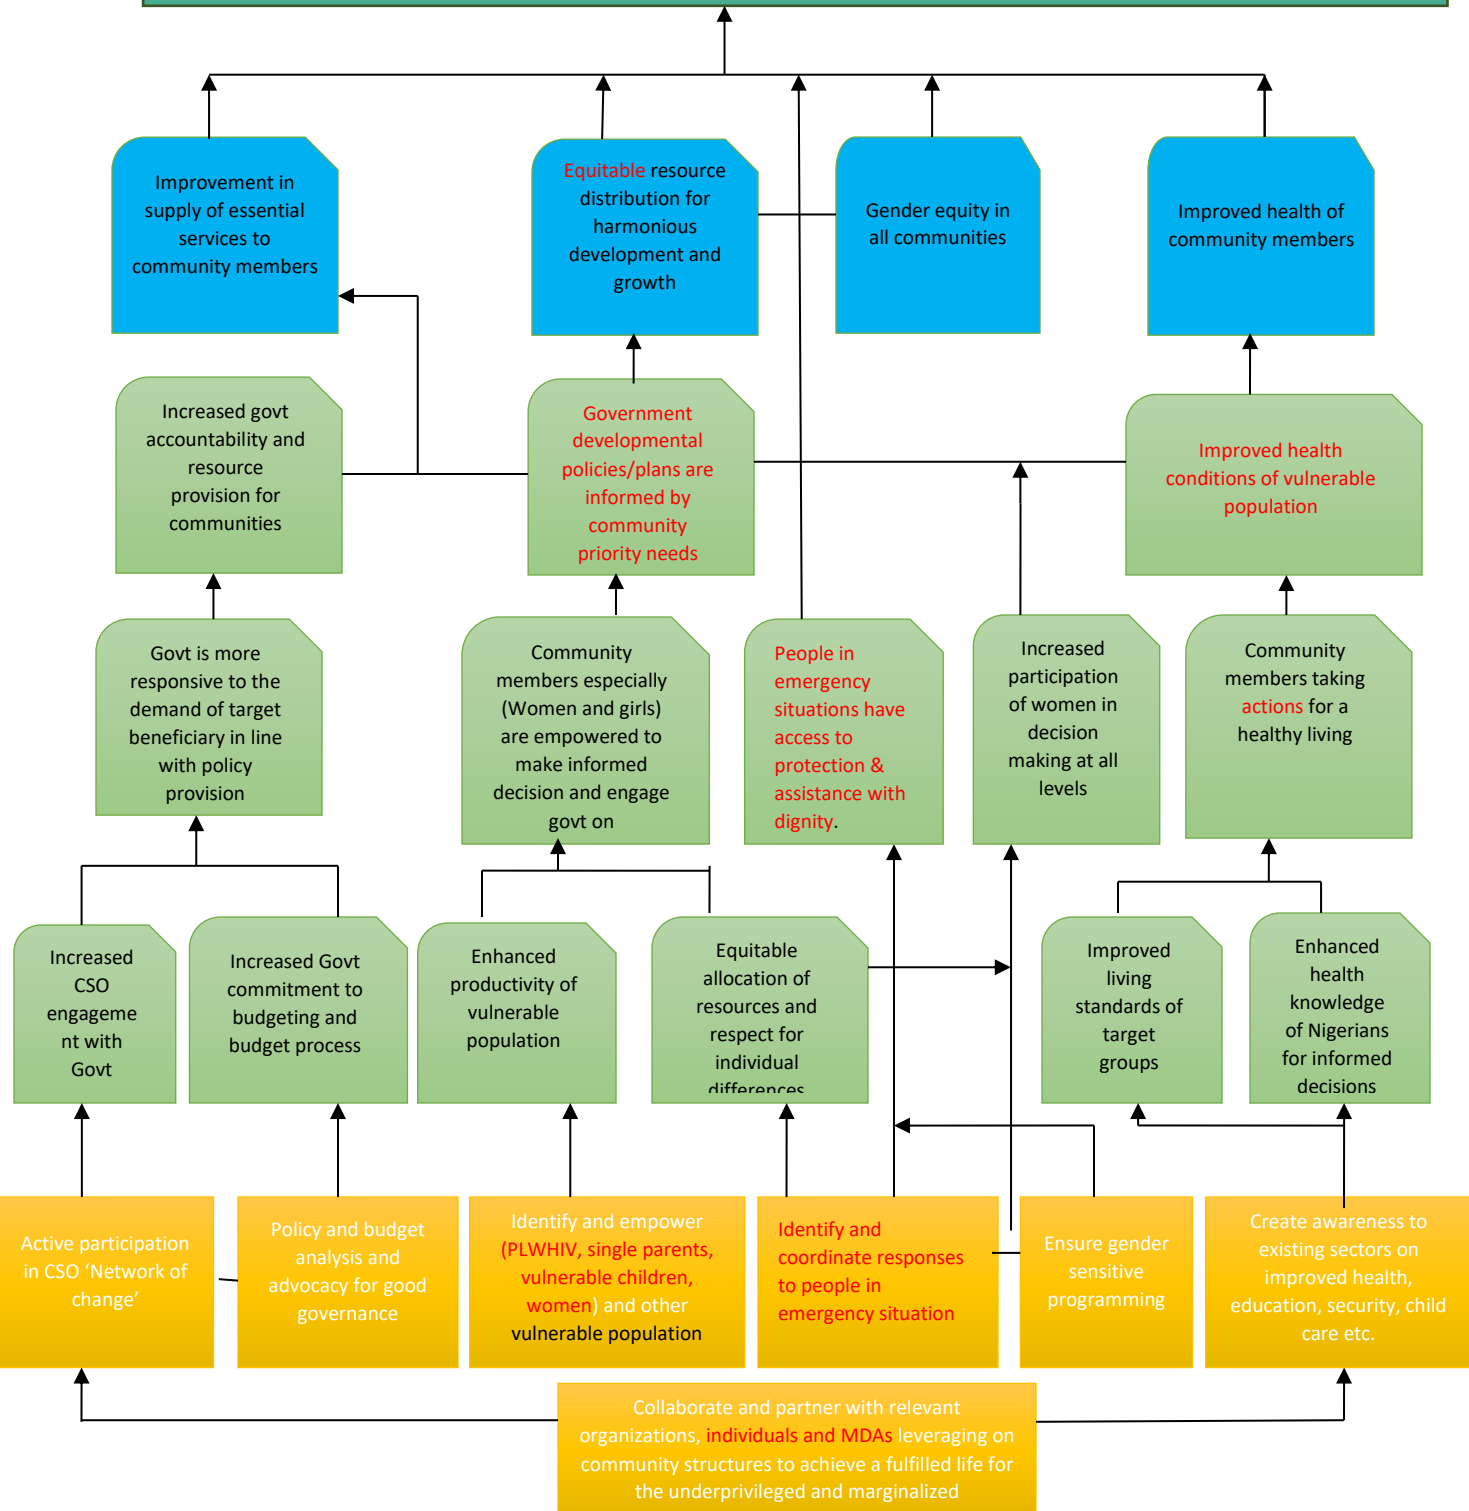 Improvement in
supply of essential
services to
community members
Equitable resource
distribution for
harmonious
development and
growth
Gender equity in
all communities
Improved health of
community members
Increased govt
accountability and
resource
provision for
communities
Government
developmental
policies/plans are
informed by
community
priority needs
Improved health
conditions of vulnerable
population
Govt is more
responsive to the
demand of target
beneficiary in line
with policy
provision
Community
members especially
(Women and girls)
are empowered to
make informed
decision and engage
govt on
People in
emergency
situations have
access to
protection &
assistance with
dignity.
Increased
participation
of women in
decision
making at all
levels
Community
members taking
actions for a
healthy living
Increased
CSO
engageme
nt with
Govt
Increased Govt
commitment to
budgeting and
budget process
Enhanced
productivity of
vulnerable
population
Equitable
allocation of
resources and
respect for
individual
differences
Improved
living
standards of
target
groups
Enhanced
health
knowledge
of Nigerians
for informed
decisions
Active participation
in CSO ‘Network of
change’
Policy and budget
analysis and
advocacy for good
governance
Identify and empower
(PLWHIV, single parents,
vulnerable children,
women) and other
vulnerable population
Identify and
coordinate responses
to people in
emergency situation
Ensure gender
sensitive
programming
Create awareness to
existing sectors on
improved health,
education, security, child
care etc.
Collaborate and partner with relevant
organizations, individuals and MDAs leveraging on
community structures to achieve a fulfilled life for
the underprivileged and marginalized